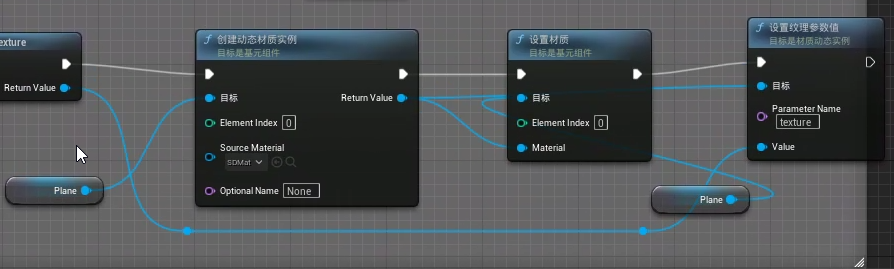 exture
Return Value
Plane
创建动态材质实例
目标是基元组件
目标
Return Value
Element Index 0
Source Material
SDMat
Optional Name None
设置材质
目标是基元组件
目标
Element Index 0
Material
Plane
设置纹理参数值
目标是材质动态实例
目标
Parameter Name
texture
Value